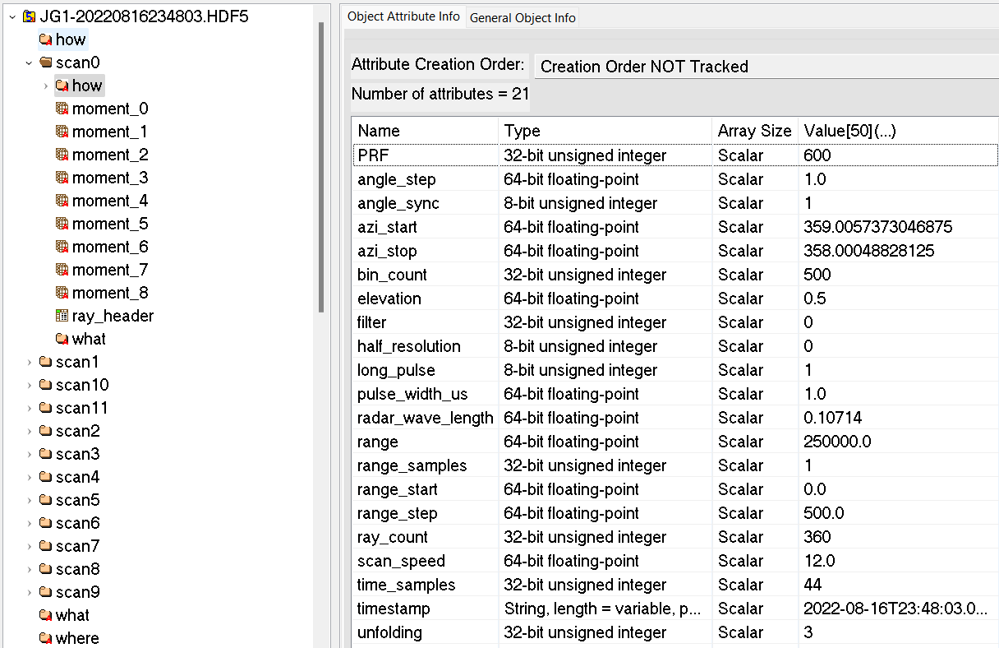 JG1-20220816234803.HDF5
how
scan0
how
moment_0
moment_1
moment_2
moment_3
moment_4
moment_5
moment_6
moment_7
moment_8
ray_header
what
scan1
scan10
scan11
scan2
scan3
scan4
scan5
scan6
scan7
scan8
scan9
what
where
Object Attribute Info General Object Info
Attribute Creation Order: Creation Order NOT Tracked
Number of attributes = 21
Name Type Array Size Value[50](...)
PRF 32-bit unsigned integer Scalar 600
angle_step 64-bit floating-point Scalar 1.0
angle_sync 8-bit unsigned integer Scalar 1
azi_start 64-bit floating-point Scalar 359.0057373046875
azi_stop 64-bit floating-point Scalar 358.00048828125
bin_count 32-bit unsigned integer Scalar 500
elevation 64-bit floating-point Scalar 0.5
filter 32-bit unsigned integer Scalar 0
half_resolution 8-bit unsigned integer Scalar 0
long_pulse 8-bit unsigned integer Scalar 1
pulse_width_us 64-bit floating-point Scalar 1.0
radar_wave_length 64-bit floating-point Scalar 0.10714
range 64-bit floating-point Scalar 250000.0
range_samples 32-bit unsigned integer Scalar 1
range_start 64-bit floating-point Scalar 0.0
range_step 64-bit floating-point Scalar 500.0
ray_count 32-bit unsigned integer Scalar 360
scan_speed 64-bit floating-point Scalar 12.0
time_samples 32-bit unsigned integer Scalar 44
timestamp String, length = variable, p... Scalar 2022-08-16T23:48:03.0...
unfolding 32-bit unsigned integer Scalar 3